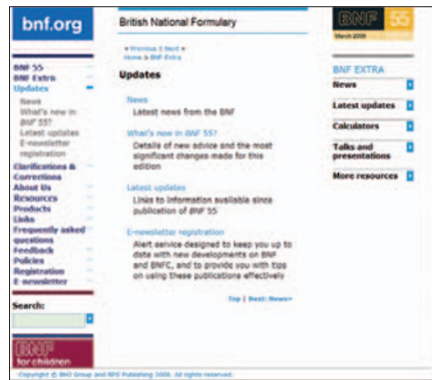 bnf.org
BNF 55
BNF Extra
Updates
News
What's new in
BNF 55?
Latest updates
E-newsletter
registration
Clarifications &
Corrections
About Us
Resources
Products
Links
Frequently asked
questions
Feedback
Policies
Registration
E-newsletter
Search:
BNF
for children
British National Formulary
« Previous | Next »
Home > BNF Extra
Updates
News
Latest news from the BNF
What's new in BNF 55?
Details of new advice and the most
significant changes made for this
edition
Latest updates
Links to information available since
publication of BNF 55
E-newsletter registration
Alert service designed to keep you up to
date with new developments on BNF
and BNFC, and to provide you with tips
on using these publications effectively
Top | Next: News»
BNF 55
March 2008
BNF EXTRA
News
Latest updates
Calculators
Talks and
presentations
More resources
Copyright © BMJ Group and RPS Publishing 2008. All rights reserved.